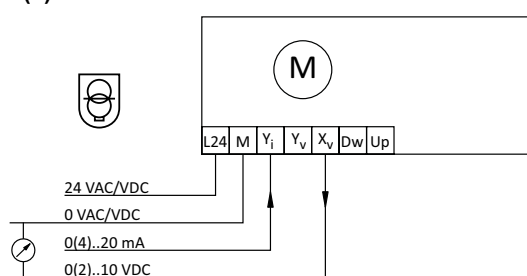 M
L24 M Yi Yv Xv Dw Up
24 VAC/VDC
0 VAC/VDC
0(4)..20 mA
0(2)..10 VDC